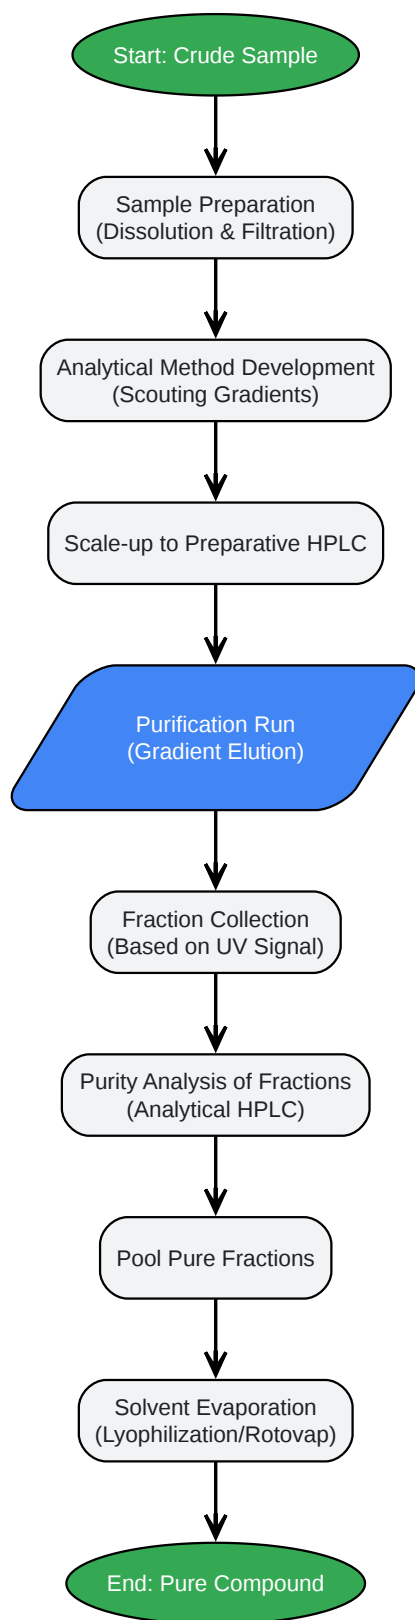 Start: Crude Sample
Sample Preparation
(Dissolution & Filtration)
Analytical Method Development
(Scouting Gradients)
Scale-up to Preparative HPLC
Purification Run
(Gradient Elution)
Fraction Collection
(Based on UV Signal)
Purity Analysis of Fractions
(Analytical HPLC)
Pool Pure Fractions
Solvent Evaporation
(Lyophilization/Rotovap)
End: Pure Compound